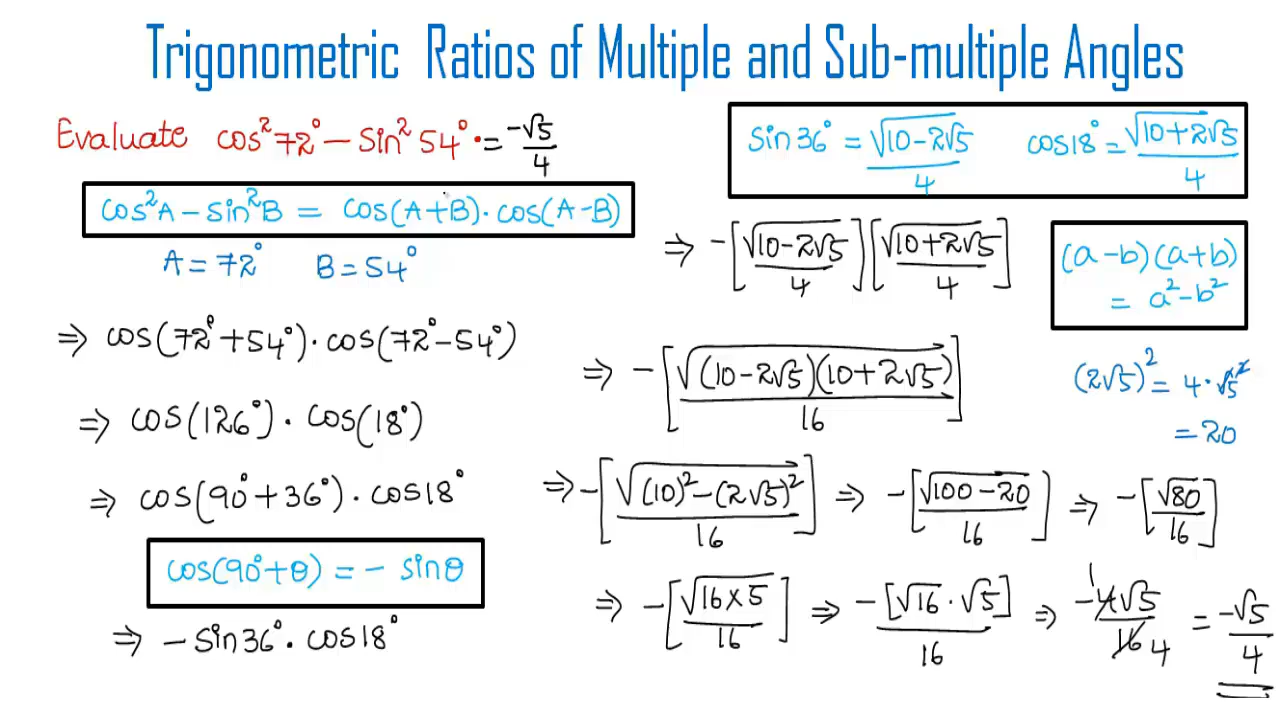 Trigonometric Ratios of Multiple and Sub-multiple Angles
Evaluate cos²72° − sin²54° · = −√5/4
cos²A − sin²B = cos(A+B) · cos(A−B)
A = 72° B = 54°
⇒ cos(72° + 54°) · cos(72° − 54°)
⇒ cos(126°) · cos(18°)
⇒ cos(90° + 36°) · cos18°
cos(90° + θ) = − sinθ
⇒ − sin36° · cos18°
sin36° = √(10−2√5)/4 cos18° = √(10+2√5)/4
⇒ −[√(10−2√5)/4][√(10+2√5)/4]
(a−b)(a+b)
= a²−b²
⇒ −[√((10−2√5)(10+2√5))/16]
(2√5)² = 4·√5²
= 20
⇒ −[√((10)²−(2√5)²)/16] ⇒ −[√(100−20)/16] ⇒ −[√80/16]
⇒ −[√(16×5)/16] ⇒ −[√16 · √5]/16 ⇒ 1 −4√5/16 4 = −√5/4